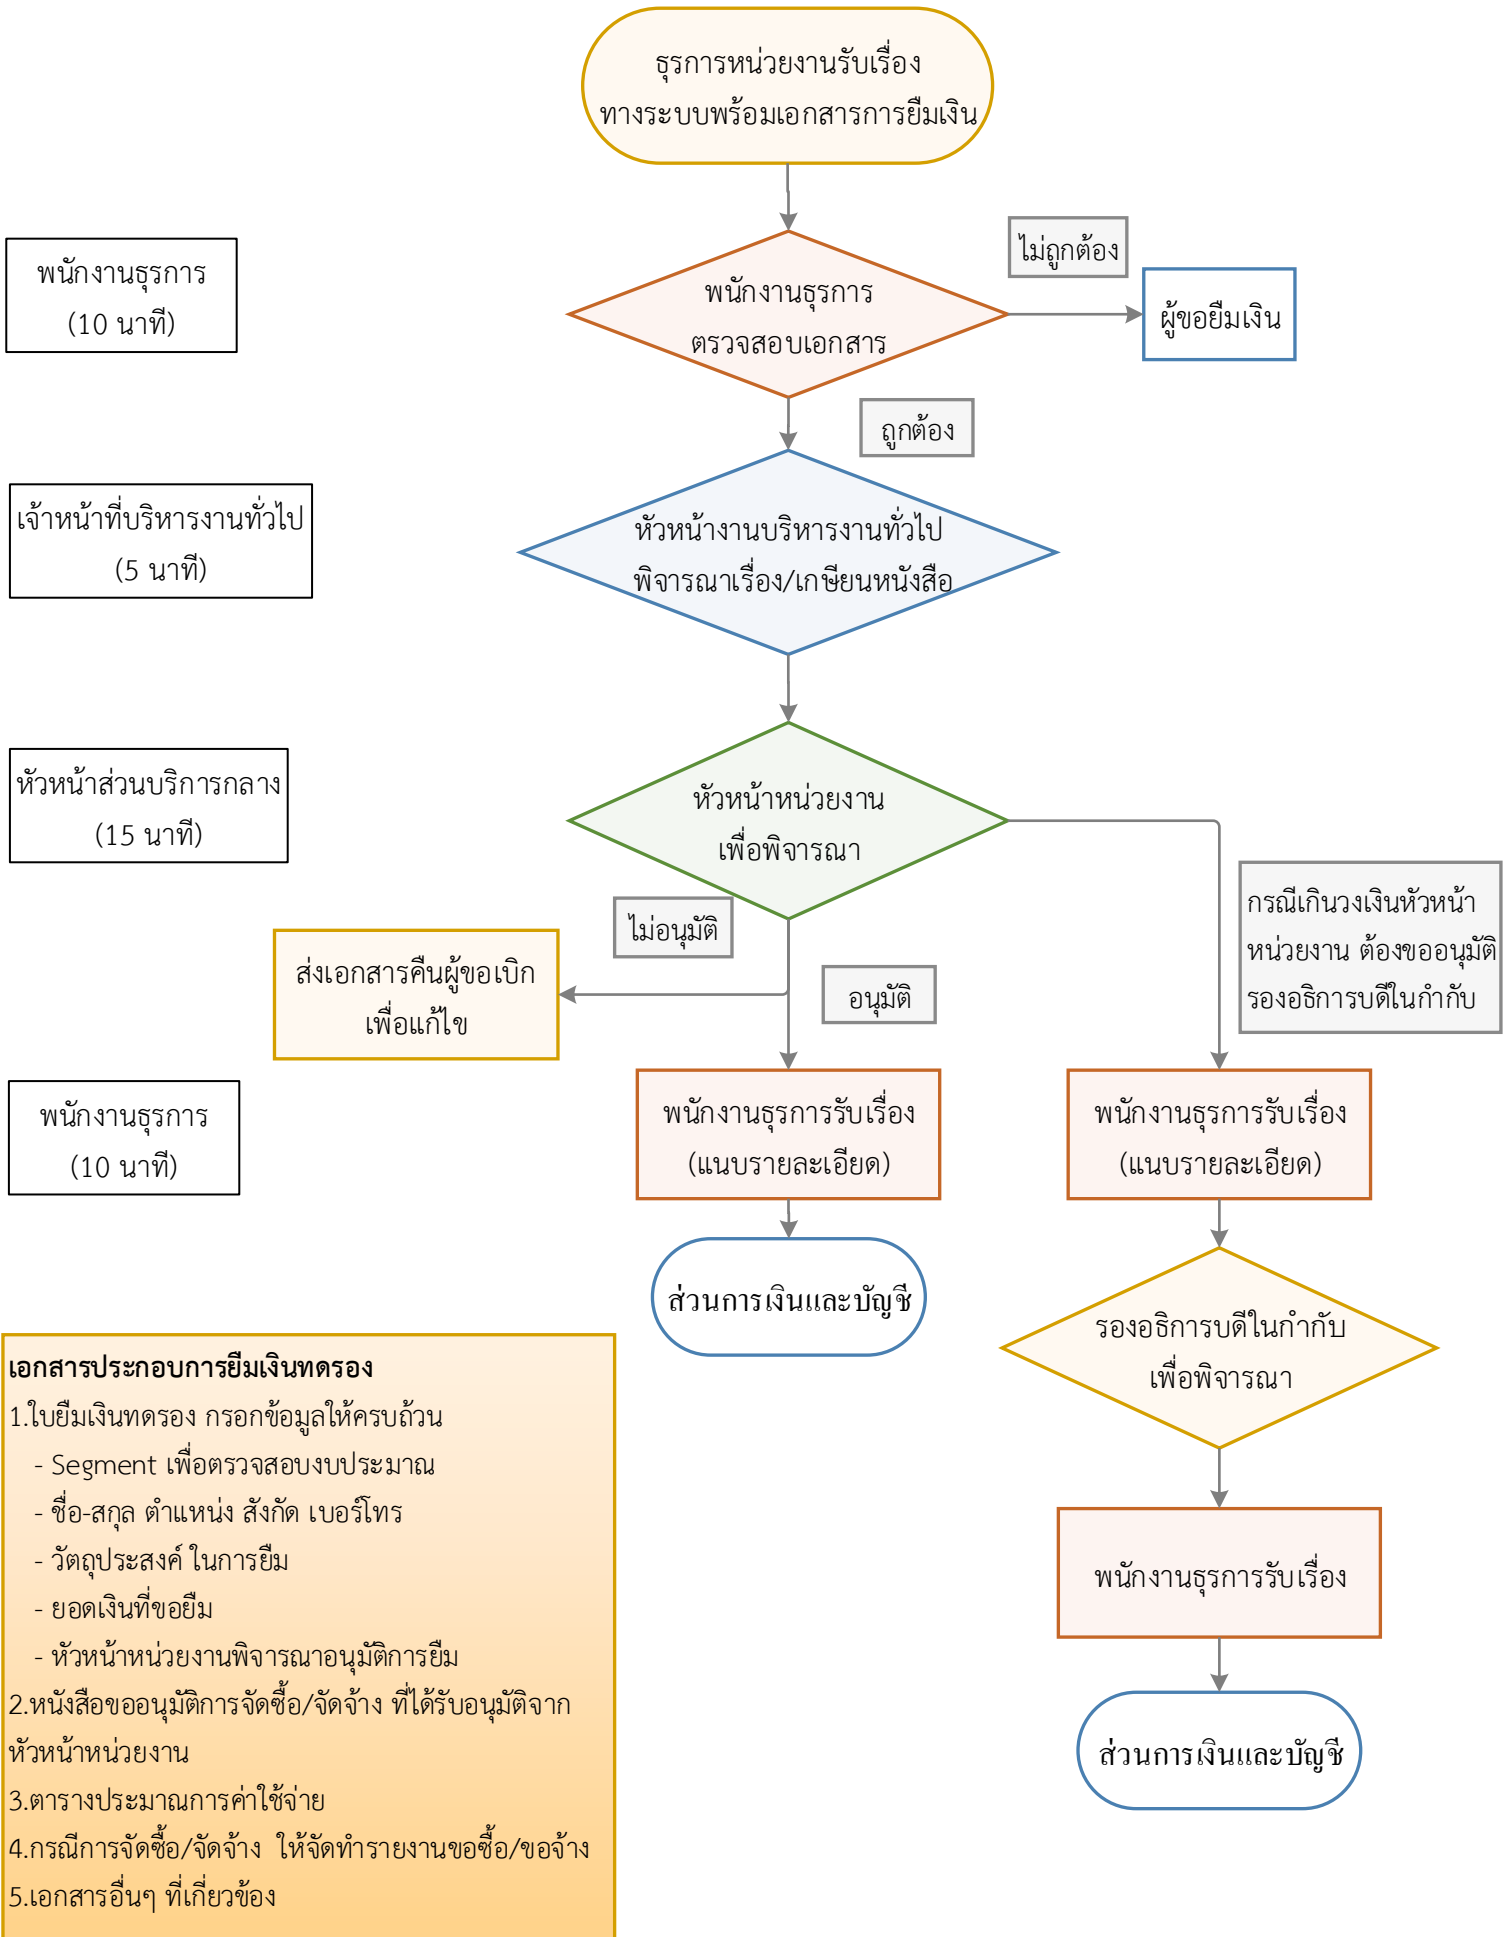 ธุรการหน่วยงานรับเรื่อง
ทางระบบพร้อมเอกสารการยืมเงิน
ไม่ถูกต้อง
พนักงานธุรการ
(10 นาที)
พนักงานธุรการ
ตรวจสอบเอกสาร
ผู้ขอยืมเงิน
ถูกต้อง
เจ้าหน้าที่บริหารงานทั่วไป
(5 นาที)
หัวหน้างานบริหารงานทั่วไป
พิจารณาเรื่อง/เกษียนหนังสือ
หัวหน้าส่วนบริการกลาง
(15 นาที)
หัวหน้าหน่วยงาน
เพื่อพิจารณา
กรณีเกินวงเงินหัวหน้า
หน่วยงาน ต้องขออนุมัติ
รองอธิการบดีในกำกับ
ไม่อนุมัติ
ส่งเอกสารคืนผู้ขอเบิก
เพื่อแก้ไข
อนุมัติ
พนักงานธุรการ
(10 นาที)
พนักงานธุรการรับเรื่อง
(แนบรายละเอียด)
พนักงานธุรการรับเรื่อง
(แนบรายละเอียด)
ส่วนการเงินและบัญชี
รองอธิการบดีในกำกับ
เพื่อพิจารณา
พนักงานธุรการรับเรื่อง
ส่วนการเงินและบัญชี
เอกสารประกอบการยืมเงินทดรอง
1.ใบยืมเงินทดรอง กรอกข้อมูลให้ครบถ้วน
- Segment เพื่อตรวจสอบงบประมาณ
- ชื่อ-สกุล ตำแหน่ง สังกัด เบอร์โทร
- วัตถุประสงค์ ในการยืม
- ยอดเงินที่ขอยืม
- หัวหน้าหน่วยงานพิจารณาอนุมัติการยืม
2.หนังสือขออนุมัติการจัดซื้อ/จัดจ้าง ที่ได้รับอนุมัติจาก
หัวหน้าหน่วยงาน
3.ตารางประมาณการค่าใช้จ่าย
4.กรณีการจัดซื้อ/จัดจ้าง ให้จัดทำรายงานขอซื้อ/ขอจ้าง
5.เอกสารอื่นๆ ที่เกี่ยวข้อง